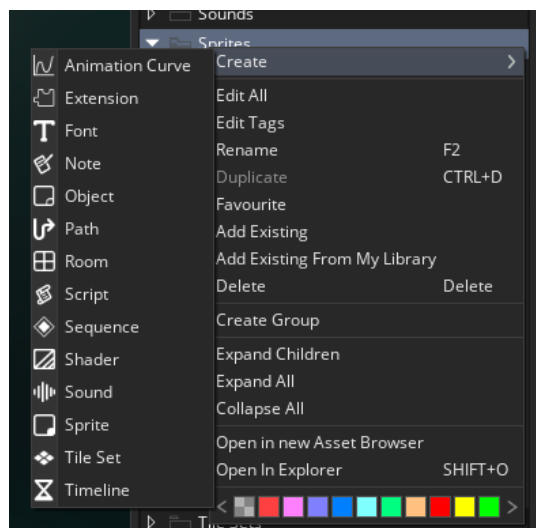 Sounds
Sprites
Create
Edit All
Edit Tags
Rename F2
Duplicate CTRL+D
Favourite
Add Existing
Add Existing From My Library
Delete Delete
Create Group
Expand Children
Expand All
Collapse All
Open in new Asset Browser
Open In Explorer SHIFT+O
Animation Curve
Extension
Font
Note
Object
Path
Room
Script
Sequence
Shader
Sound
Sprite
Tile Set
Timeline
Tile Sets